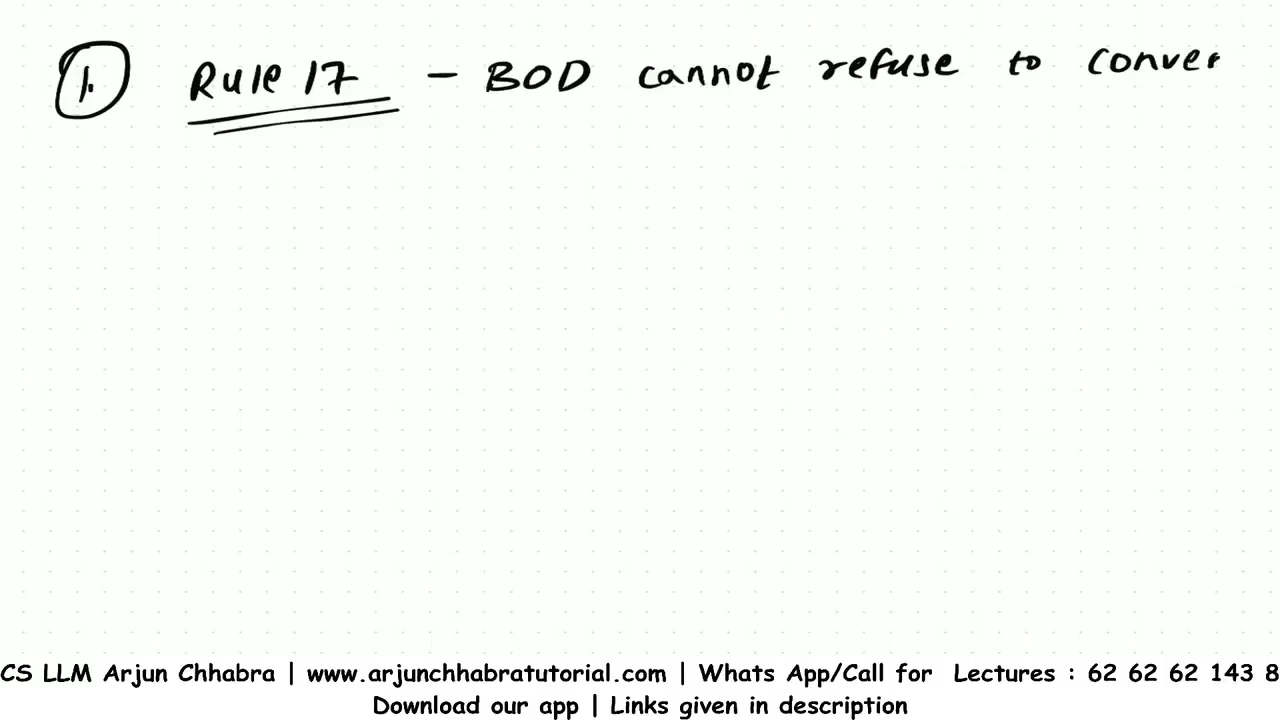 1. Rule 17 - BOD cannot refuse to conver
CS LLM Arjun Chhabra | www.arjunchhabratutorial.com | Whats App/Call for Lectures : 62 62 62 143 8
Download our app | Links given in description